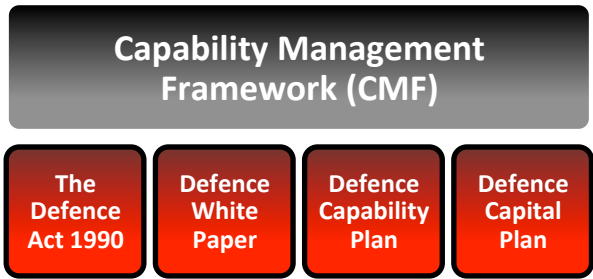 Capability Management
Framework (CMF)
The
Defence
Act 1990
Defence
White
Paper
Defence
Capability
Plan
Defence
Capital
Plan